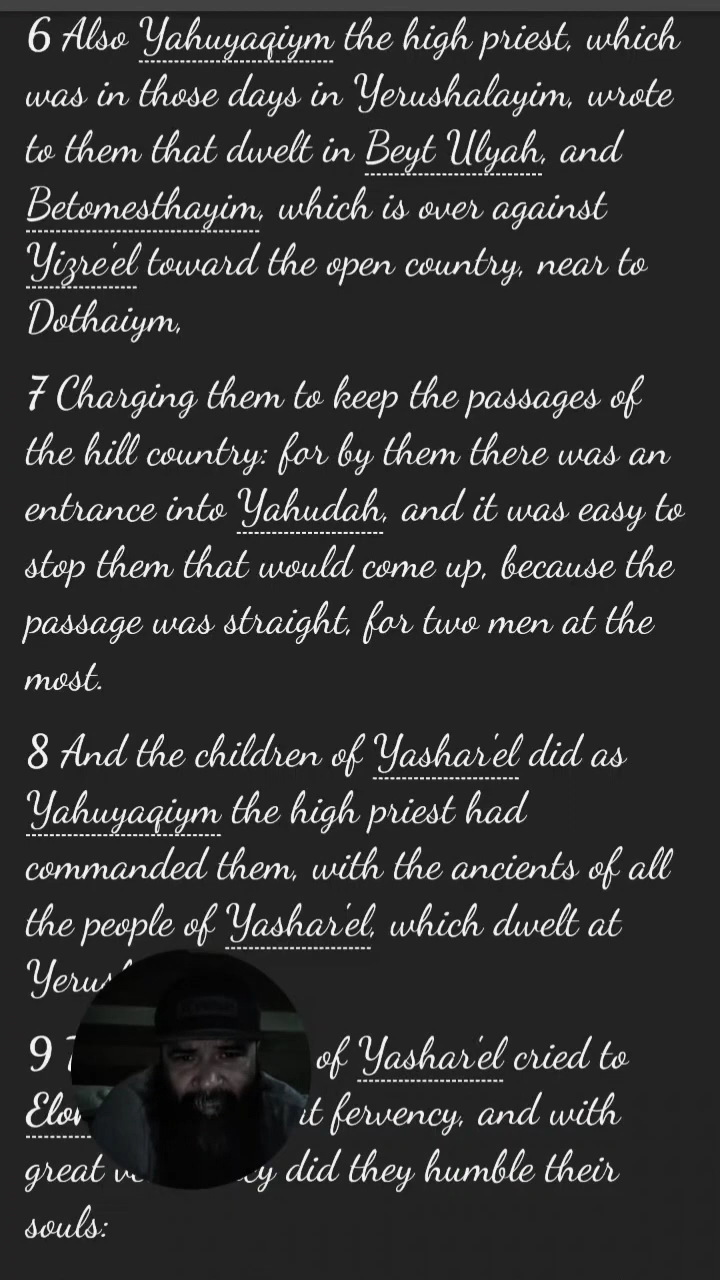 6 Also Yahuyaqiym the high priest, which
was in those days in Yerushalayim, wrote
to them that dwelt in Beyt Ulyah, and
Betomesthayim, which is over against
Yizre'el toward the open country, near to
Dothaiym,
7 Charging them to keep the passages of
the hill country: for by them there was an
entrance into Yahudah, and it was easy to
stop them that would come up, because the
passage was straight, for two men at the
most.
8 And the children of Yashar'el did as
Yahuyaqiym the high priest had
commanded them, with the ancients of all
the people of Yashar'el, which dwelt at
9 of Yashar'el cried to
fervency, and with
great did they humble their
souls: